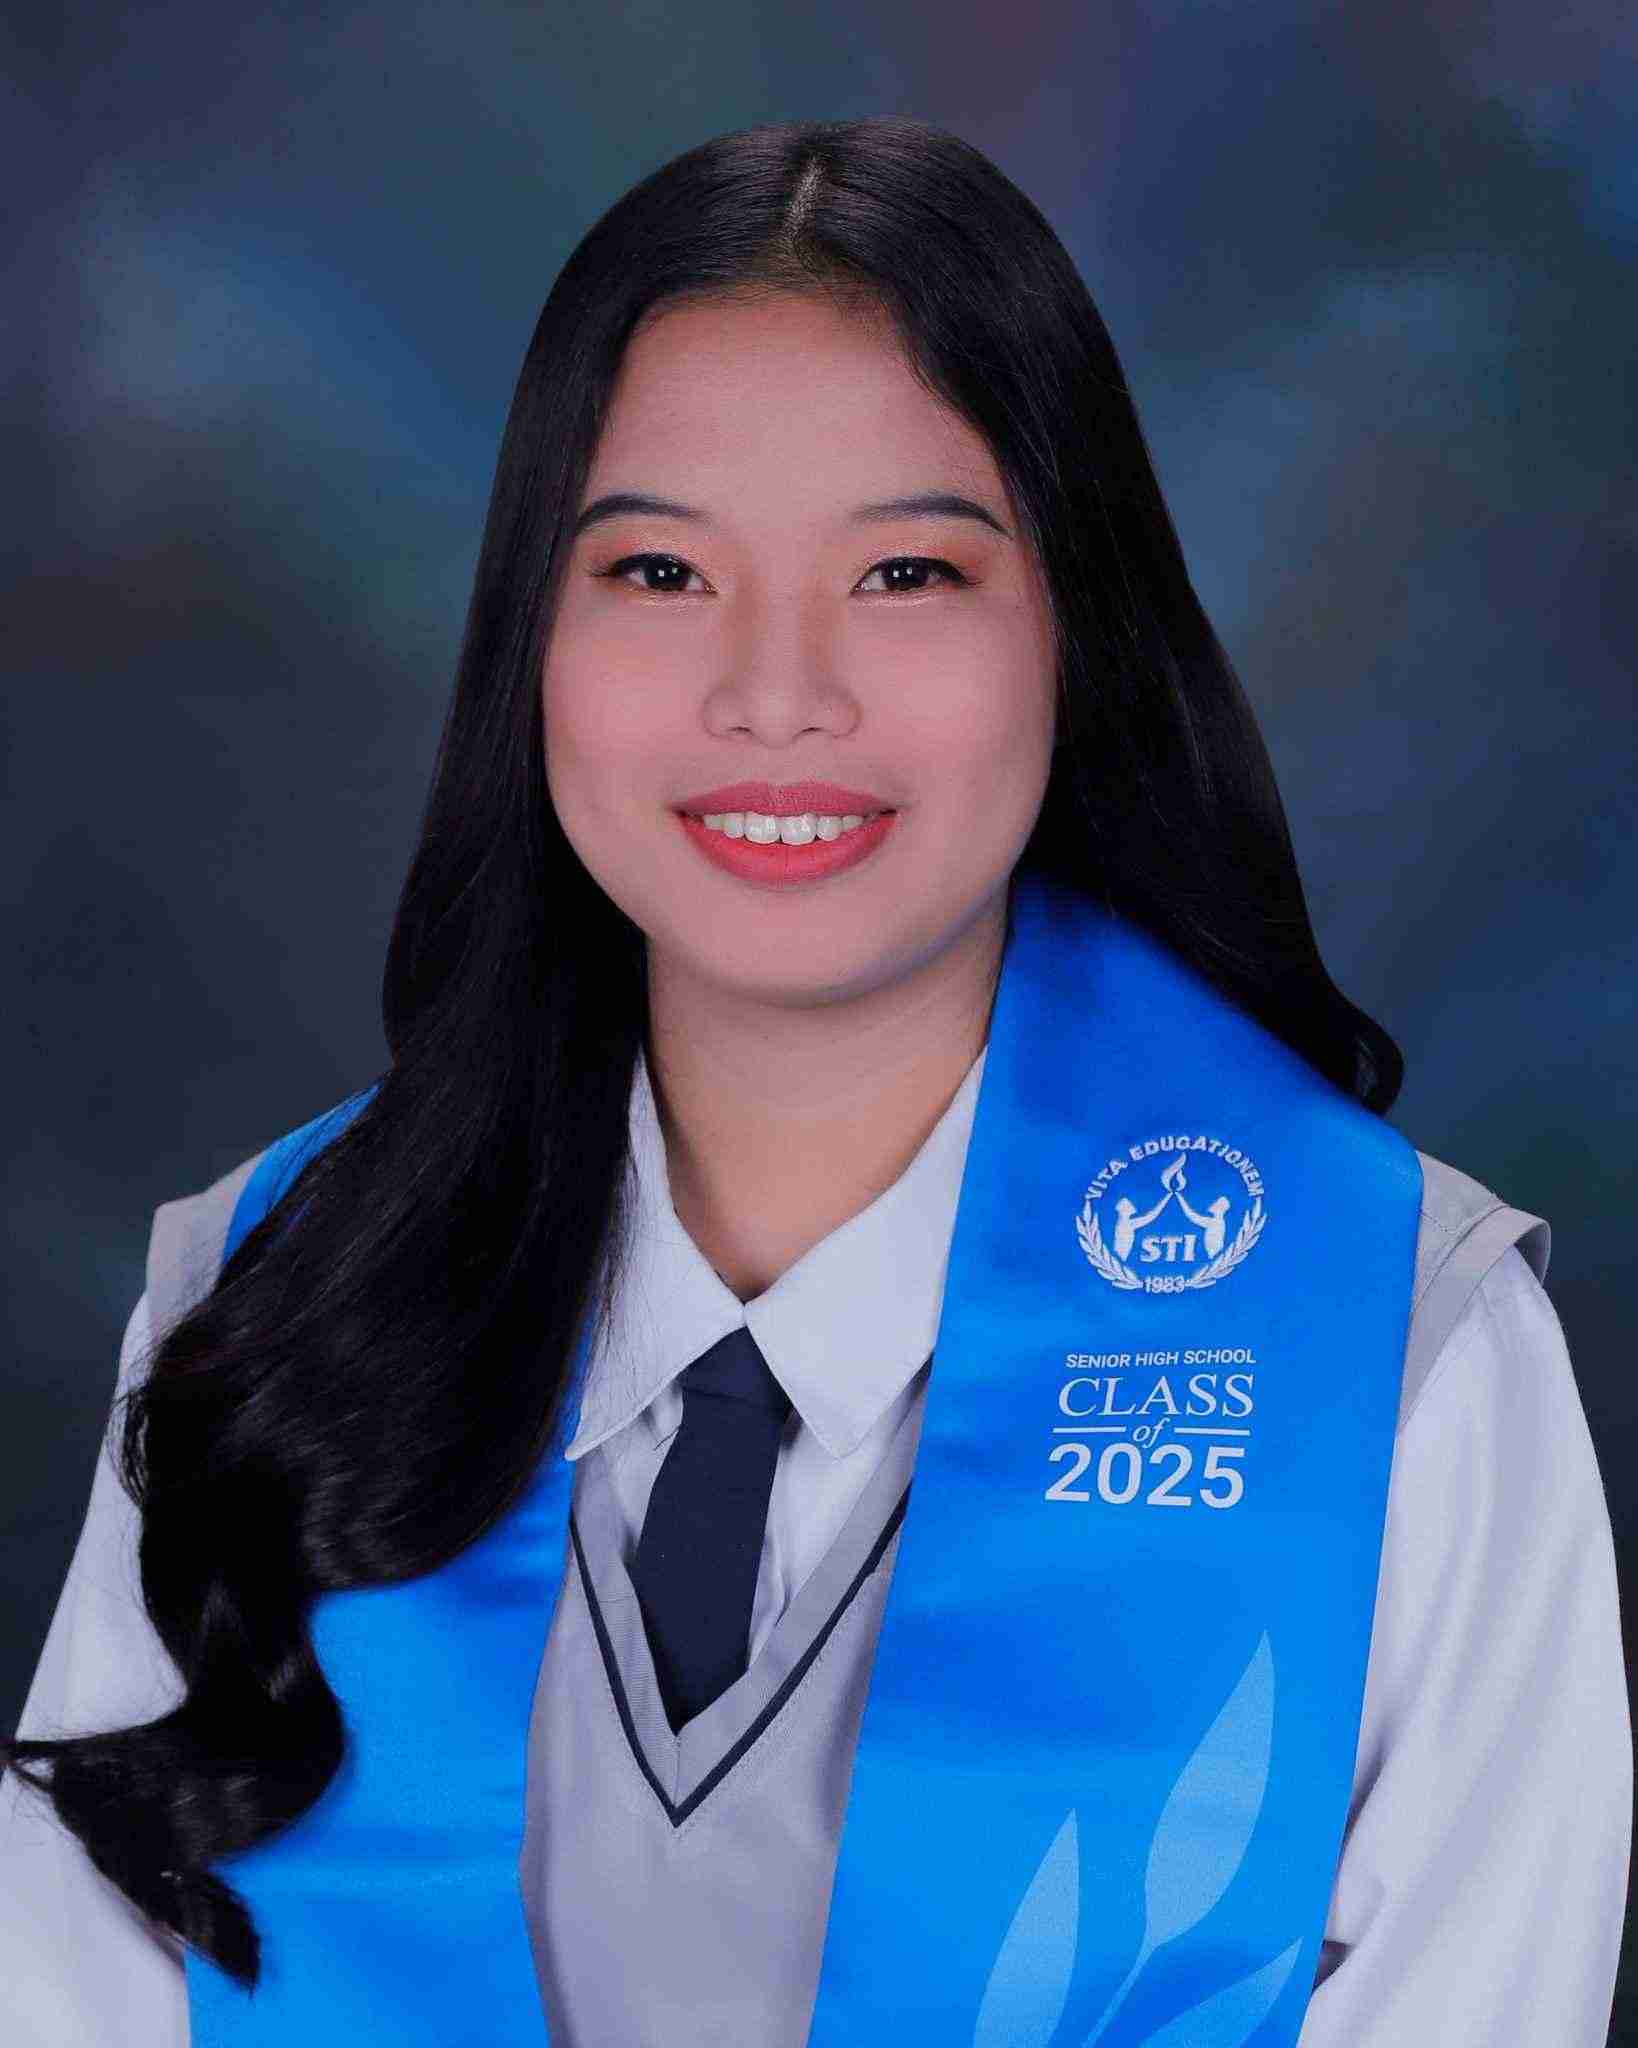 VITA EDUCATIONEM
STI
1983
SENIOR HIGH SCHOOL
CLASS
of
2025